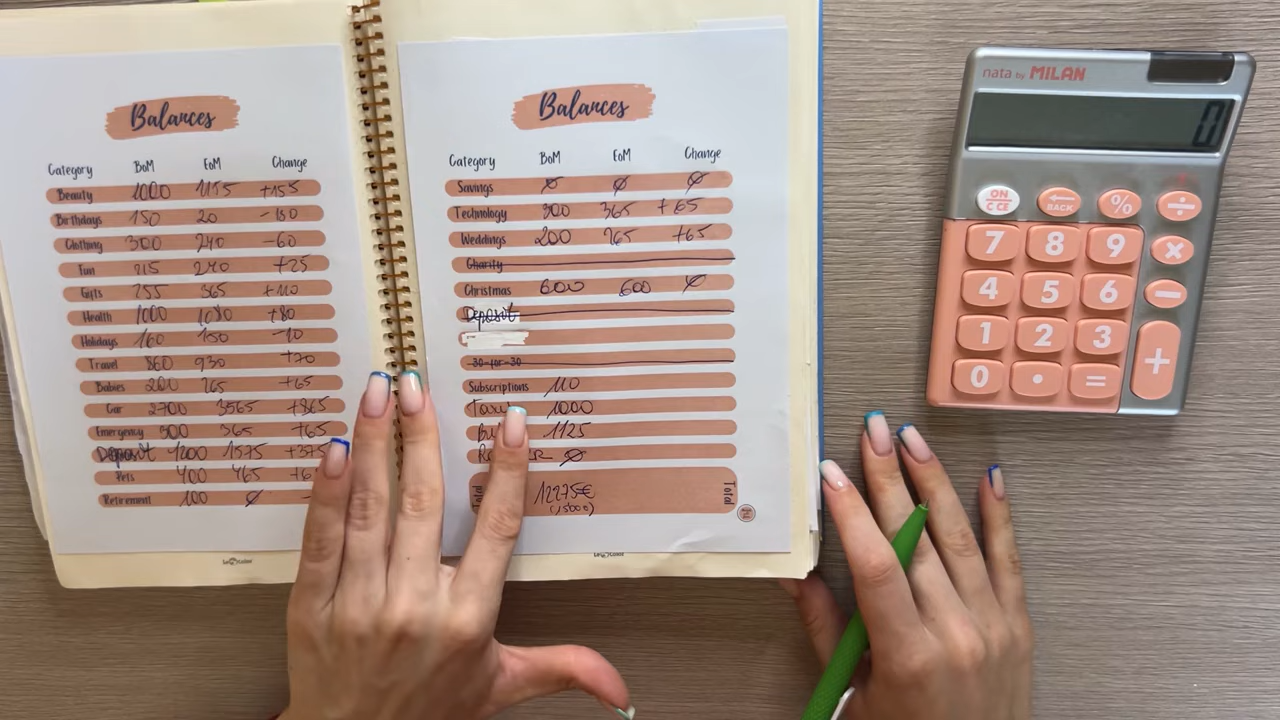 Balances
Category BoM EoM Change
Beauty 1000 1155 +155
Birthdays 150 20 -130
Clothing 300 240 -60
Fun 215 240 +25
Gifts 255 365 +110
Health 1000 1080 +80
Holidays 160 150 -10
Travel 860 930 +70
Babies 200 265 +65
Car 2700 3565 +865
Emergency 300 365 +65
Deposit 1200 1575 +375
Pets 400 465 +6
Retirement 100 Ø -
Balances
Category BoM EoM Change
Savings Ø Ø Ø
Technology 300 365 +65
Weddings 200 265 +65
Charity
Christmas 600 600 Ø
Deposit
30-for-30
Subscriptions 110
1000
1125
Ø
Total 12275€ Total
nata by MILAN
0
ON
C CE
BACK
%
÷
7 8 9 ×
4 5 6 −
1 2 3 +
0 . =